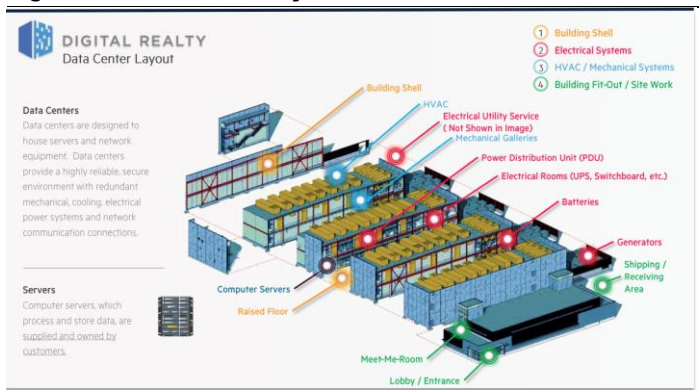 DIGITAL REALTY
Data Center Layout
1 Building Shell
2 Electrical Systems
3 HVAC / Mechanical Systems
4 Building Fit-Out / Site Work
Data Centers
Data centers are designed to
house servers and network
equipment. Data centers
provide a highly reliable, secure
environment with redundant
mechanical, cooling, electrical
power systems and network
communication connections.
Servers
Computer servers, which
process and store data, are
supplied and owned by
customers.
Building Shell
HVAC
Electrical Utility Service
( Not Shown in Image)
Mechanical Galleries
Power Distribution Unit (PDU)
Electrical Rooms (UPS, Switchboard, etc.)
Batteries
Generators
Shipping /
Receiving
Area
Computer Servers
Raised Floor
Meet-Me-Room
Lobby / Entrance